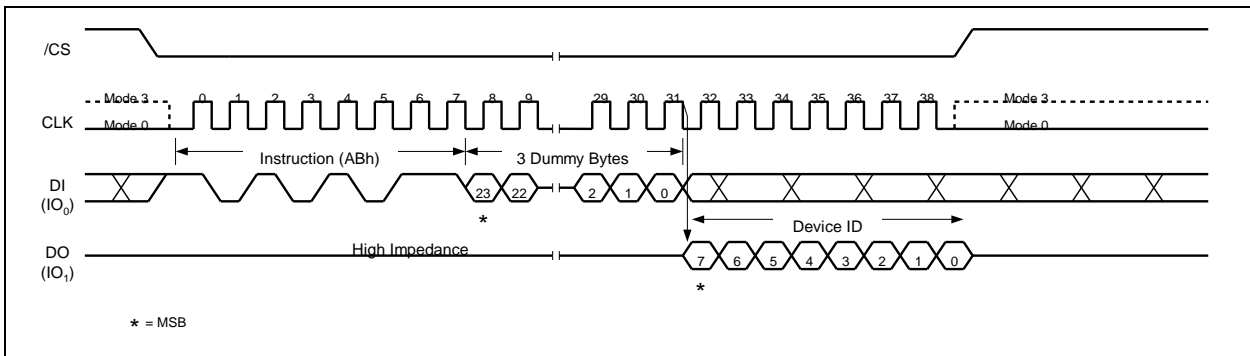 /CS
Mode 3 0 1 2 3 4 5 6 7 8 9 29 30 31 32 33 34 35 36 37 38 Mode 3
CLK Mode 0 Mode 0
Instruction (ABh) 3 Dummy Bytes
DI
(IO0) 23 22 2 1 0
*
Device ID
High Impedance
DO
(IO1) 7 6 5 4 3 2 1 0
*
* = MSB